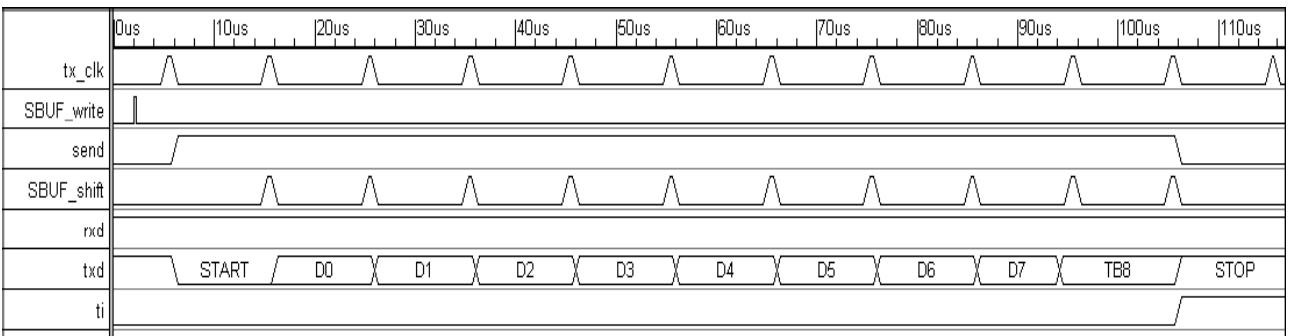 0us 10us 20us 30us 40us 50us 60us 70us 80us 90us 100us 110us
tx_clk
SBUF_write
send
SBUF_shift
rxd
txd START D0 D1 D2 D3 D4 D5 D6 D7 TB8 STOP
ti